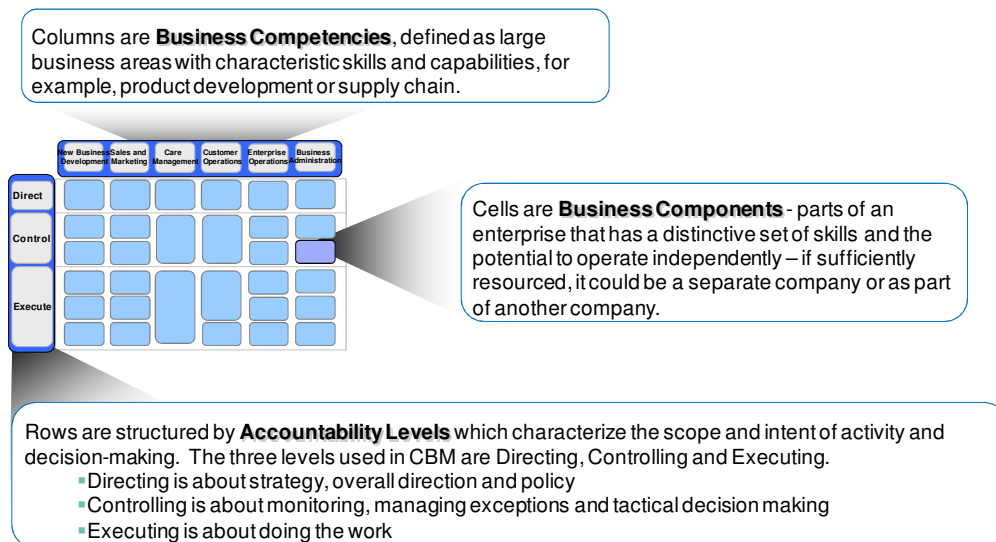 Columns are Business Competencies, defined as large
business areas with characteristic skills and capabilities, for
example, product development or supply chain.
New Business Development
Sales and Marketing
Care Management
Customer Operations
Enterprise Operations
Business Administration
Direct
Control
Execute
Cells are Business Components - parts of an
enterprise that has a distinctive set of skills and the
potential to operate independently – if sufficiently
resourced, it could be a separate company or as part
of another company.
Rows are structured by Accountability Levels which characterize the scope and intent of activity and
decision-making. The three levels used in CBM are Directing, Controlling and Executing.
▪Directing is about strategy, overall direction and policy
▪Controlling is about monitoring, managing exceptions and tactical decision making
▪Executing is about doing the work